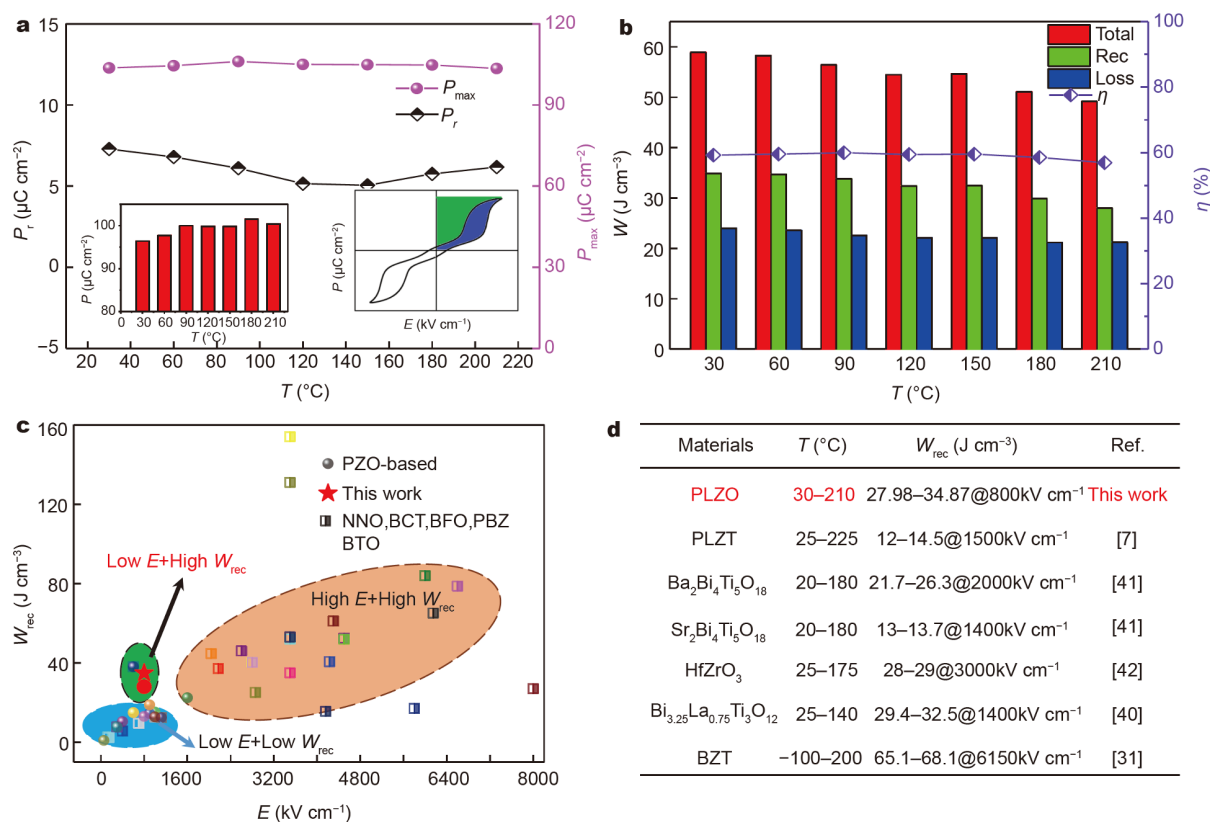 a
15
10
5
0
−5
P_r (μC cm⁻²)
120
90
60
30
0
P_max (μC cm⁻²)
P_max
P_r
100
90
80
P (μC cm⁻²)
0 30 60 90 120 150 180 210
T (°C)
P (μC cm⁻²)
E (kV cm⁻¹)
20 40 60 80 100 120 140 160 180 200 220
T (°C)
b
60
50
40
30
20
10
0
W (J cm⁻³)
Total
Rec
Loss
η
100
80
60
40
20
0
η (%)
30 60 90 120 150 180 210
T (°C)
c
160
120
80
40
0
W_rec (J cm⁻³)
PZO-based
This work
NNO,BCT,BFO,PBZ
BTO
Low E+High W_rec
High E+High W_rec
Low E+Low W_rec
0 1600 3200 4800 6400 8000
E (kV cm⁻¹)
d
Materials T (°C) W_rec (J cm⁻³) Ref.
PLZO 30–210 27.98–34.87@800kV cm⁻¹ This work
PLZT 25–225 12–14.5@1500kV cm⁻¹ [7]
Ba₂Bi₄Ti₅O₁₈ 20–180 21.7–26.3@2000kV cm⁻¹ [41]
Sr₂Bi₄Ti₅O₁₈ 20–180 13–13.7@1400kV cm⁻¹ [41]
HfZrO₃ 25–175 28–29@3000kV cm⁻¹ [42]
Bi₃.₂₅La₀.₇₅Ti₃O₁₂ 25–140 29.4–32.5@1400kV cm⁻¹ [40]
BZT −100–200 65.1–68.1@6150kV cm⁻¹ [31]